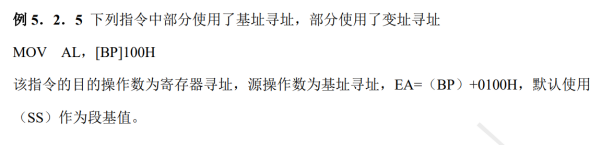 例 5．2．5 下列指令中部分使用了基址寻址，部分使用了变址寻址
MOV AL，[BP]100H
该指令的目的操作数为寄存器寻址，源操作数为基址寻址，EA=（BP）+0100H，默认使用
（SS）作为段基值。